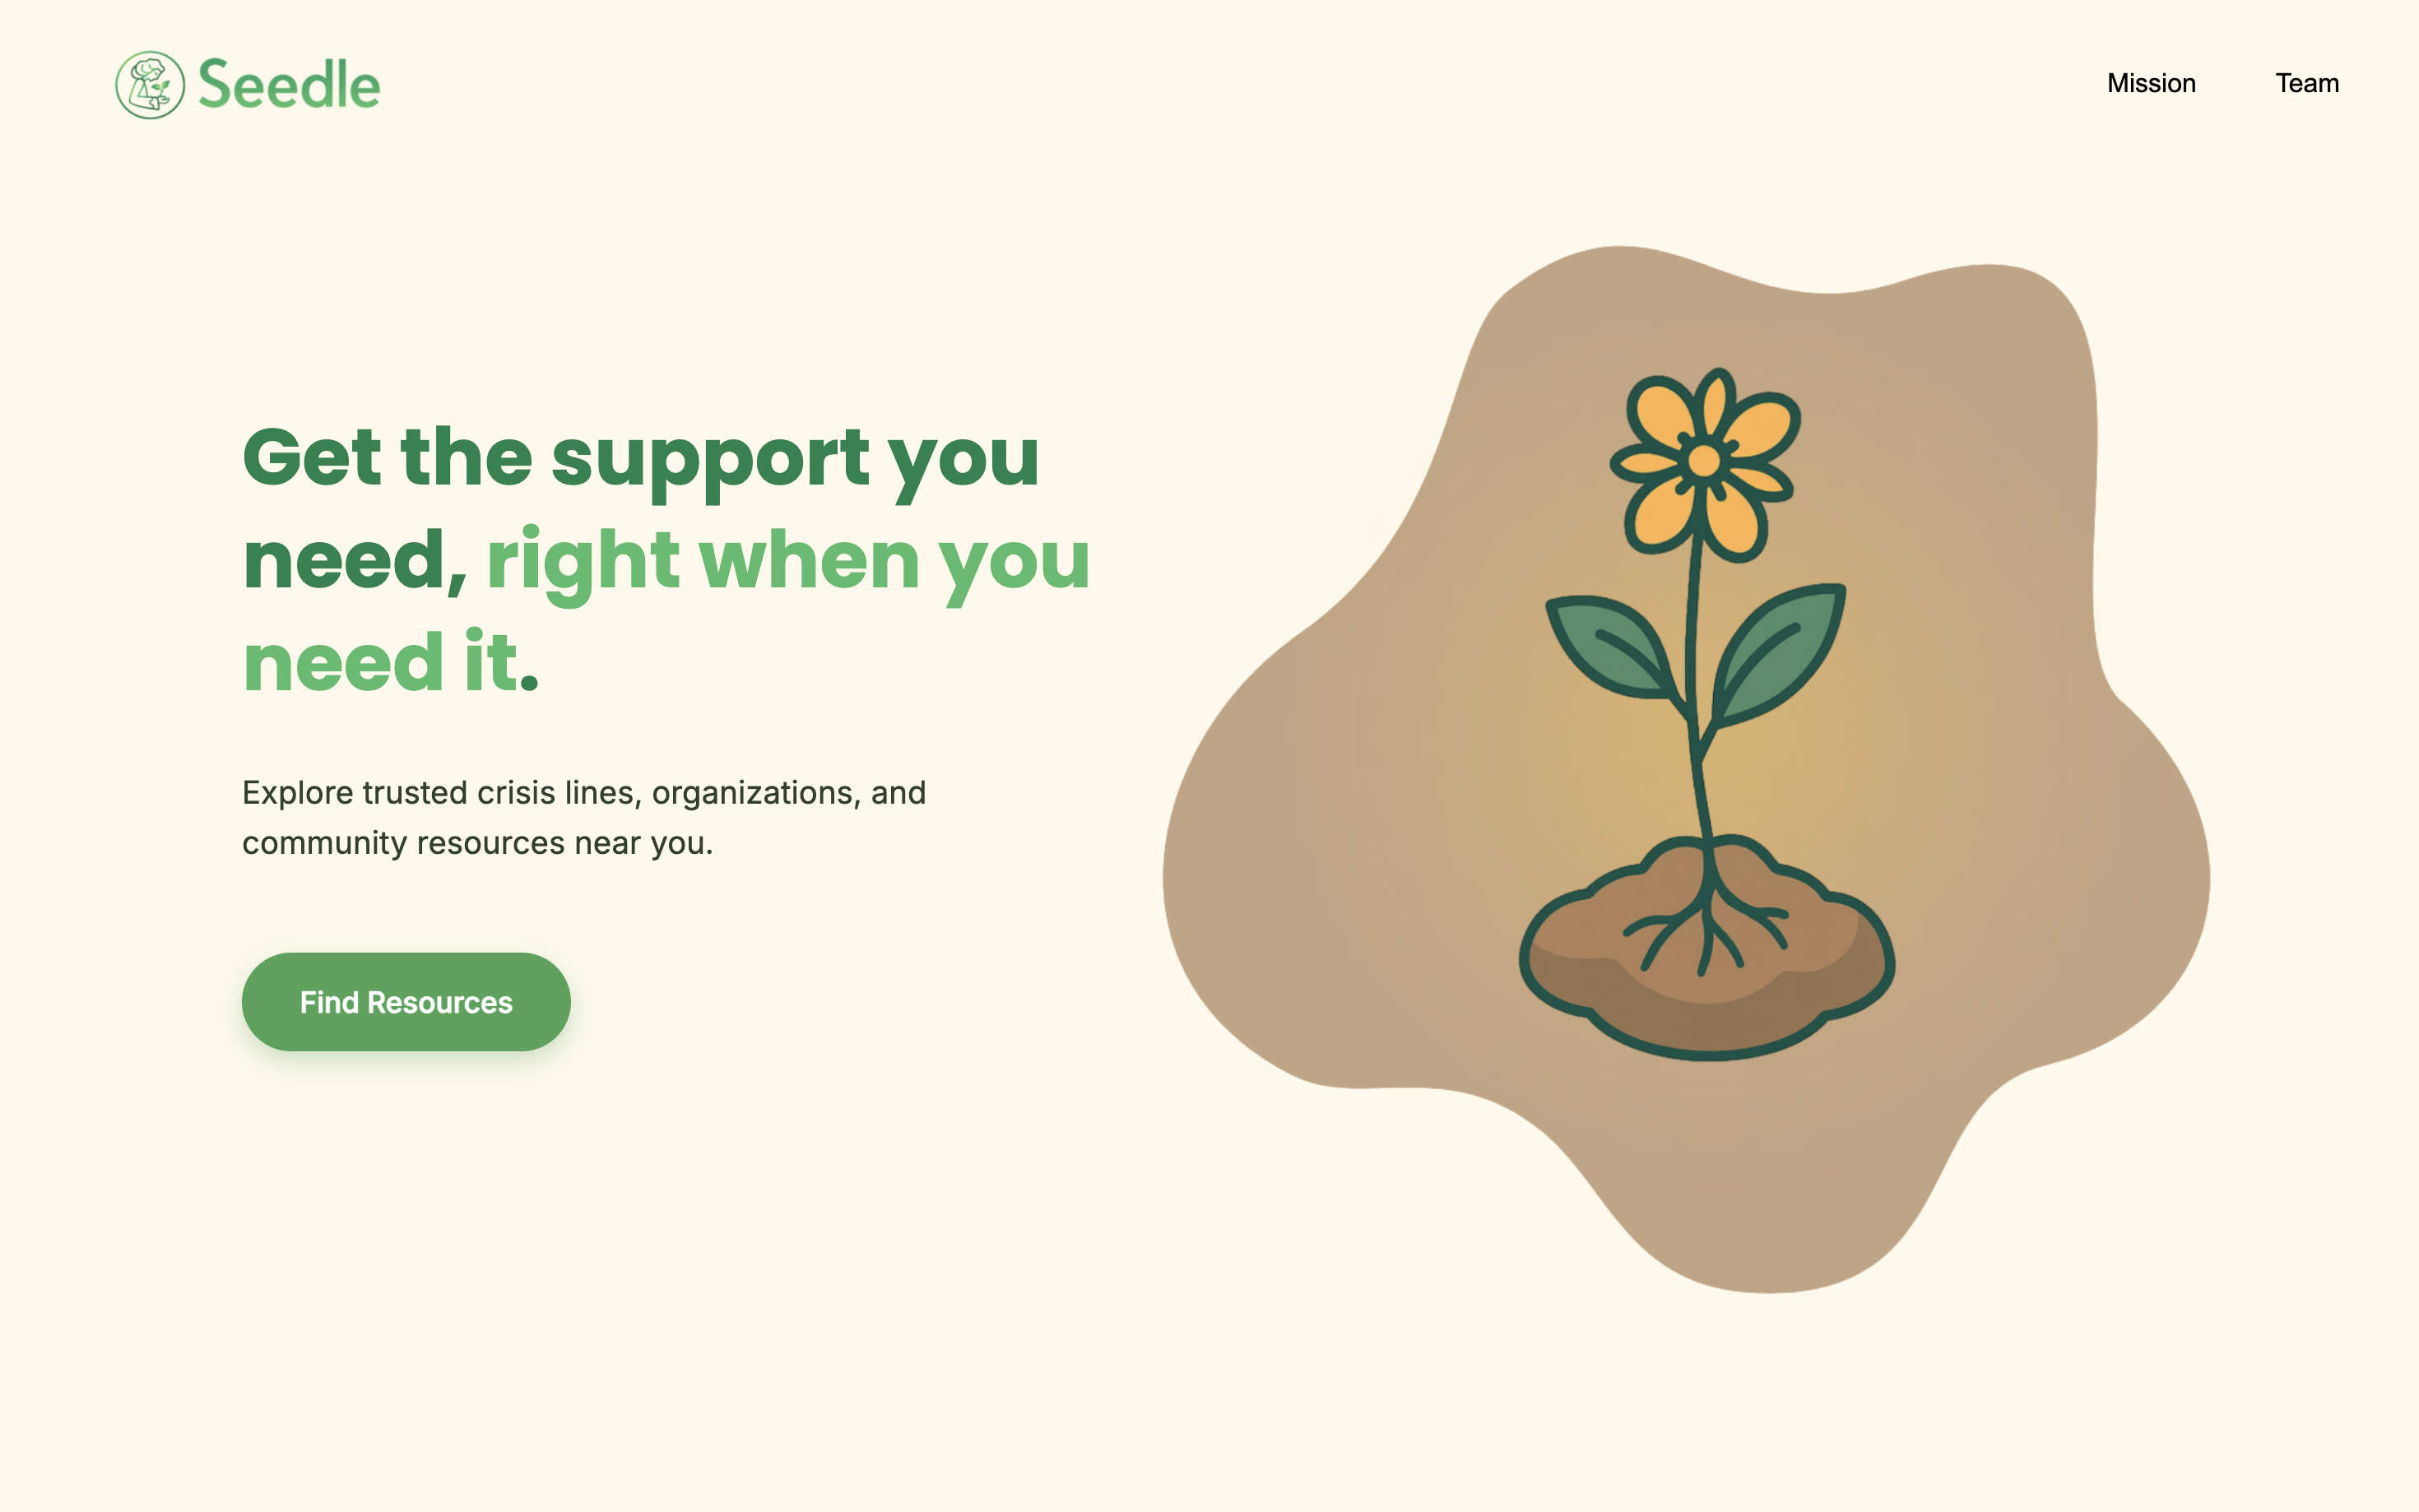 Seedle
Mission
Team
Get the support you
need, right when you
need it.
Explore trusted crisis lines, organizations, and
community resources near you.
Find Resources